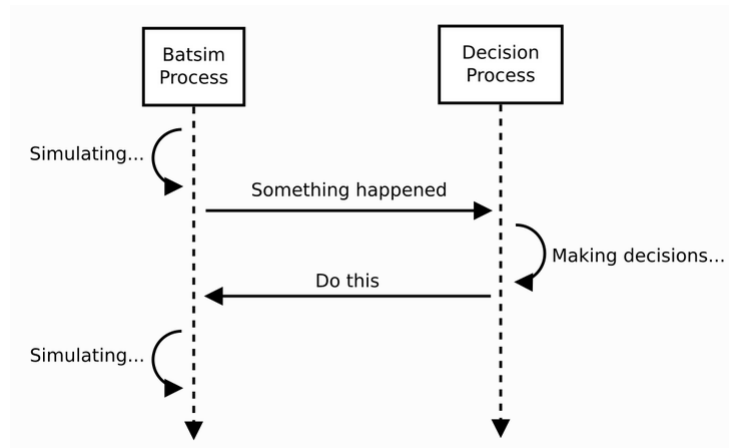 Batsim
Process
Decision
Process
Simulating...
Something happened
Making decisions...
Do this
Simulating...